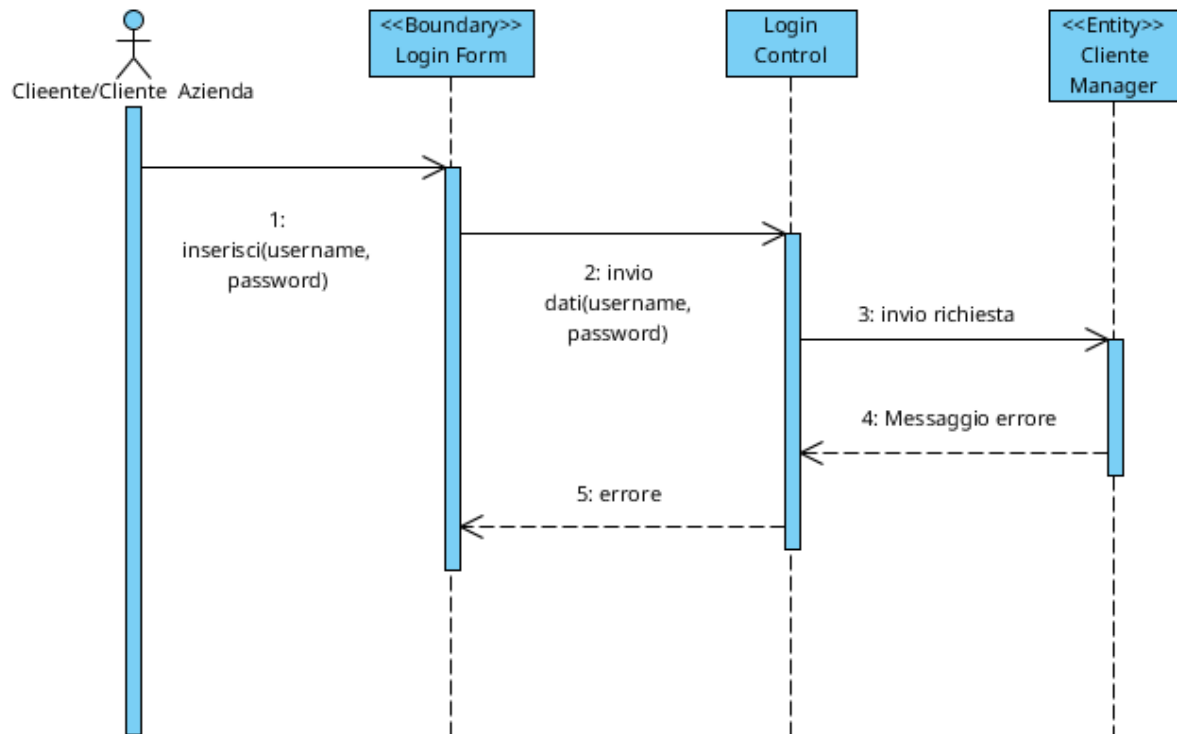 <<Boundary>>
Login Form
Login
Control
<<Entity>>
Cliente
Manager
Clieente/Cliente Azienda
1:
inserisci(username,
password)
2: invio
dati(username,
password)
3: invio richiesta
4: Messaggio errore
5: errore